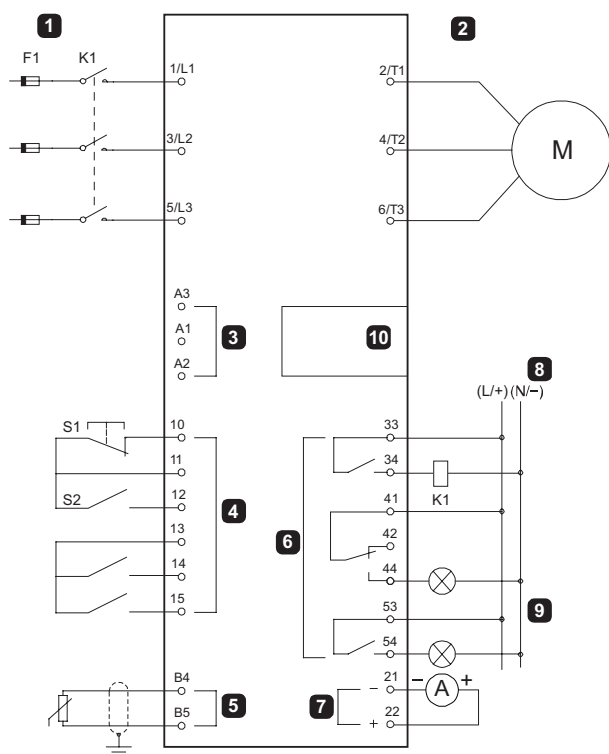 1
2
F1 K1
1/L1
2/T1
3/L2
4/T2
M
5/L3
6/T3
A3
A1
3
10
A2
8
(L/+) (N/–)
S1
10
33
11
34
K1
S2
12
4
41
13
6
42
14
44
15
53
9
54
B4
21
– A +
5
7
–
B5
22
+